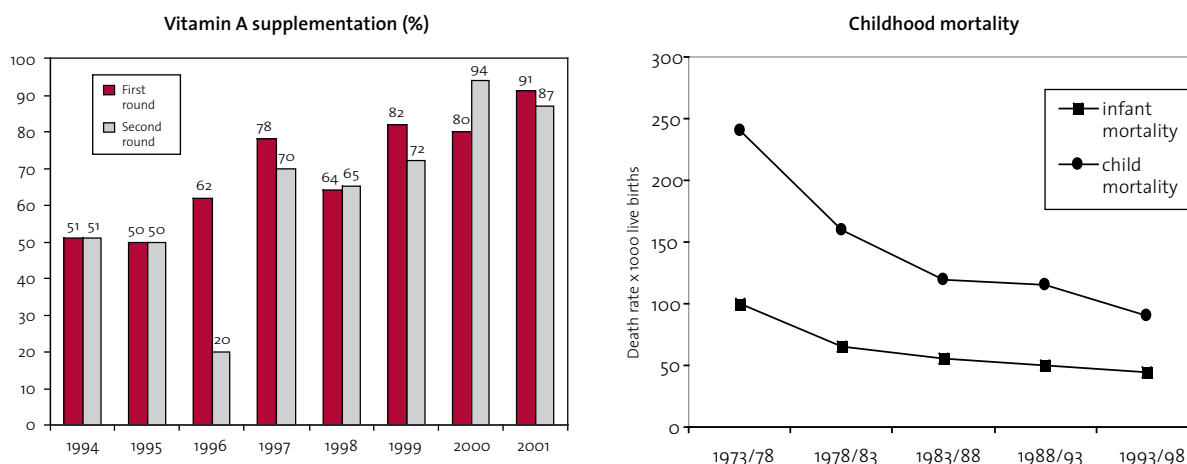 Vitamin A supplementation (%)
100
90
80
70
60
50
40
30
20
10
0
First
round
Second
round
51 51
50 50
62
20
78
70
64 65
82
72
80
94
91
87
1994 1995 1996 1997 1998 1999 2000 2001
Childhood mortality
Death rate x 1000 live births
300
250
200
150
100
50
0
infant
mortality
child
mortality
1973/78 1978/83 1983/88 1988/93 1993/98